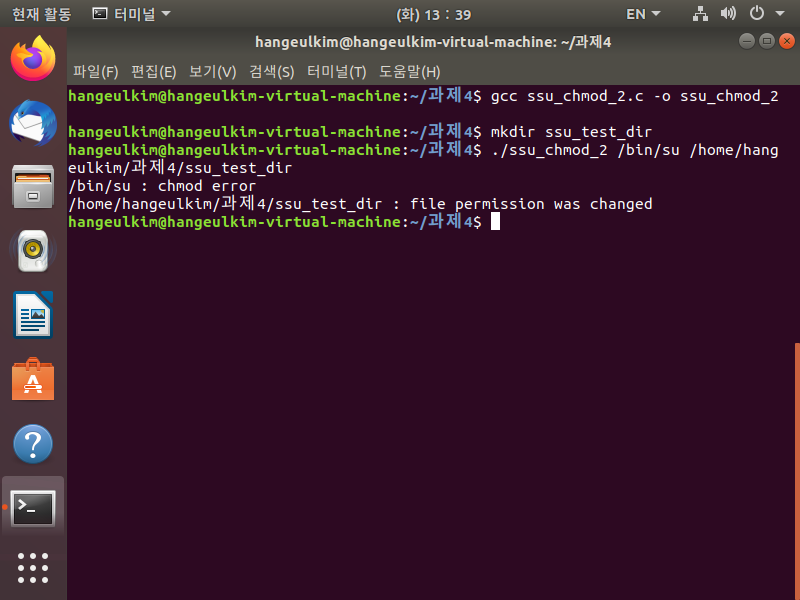 현재 활동 터미널 (화) 13 : 39 EN
hangeulkim@hangeulkim-virtual-machine: ~/과제4
파일(F) 편집(E) 보기(V) 검색(S) 터미널(T) 도움말(H)
hangeulkim@hangeulkim-virtual-machine:~/과제4$ gcc ssu_chmod_2.c -o ssu_chmod_2
hangeulkim@hangeulkim-virtual-machine:~/과제4$ mkdir ssu_test_dir
hangeulkim@hangeulkim-virtual-machine:~/과제4$ ./ssu_chmod_2 /bin/su /home/hang
eulkim/과제4/ssu_test_dir
/bin/su : chmod error
/home/hangeulkim/과제4/ssu_test_dir : file permission was changed
hangeulkim@hangeulkim-virtual-machine:~/과제4$